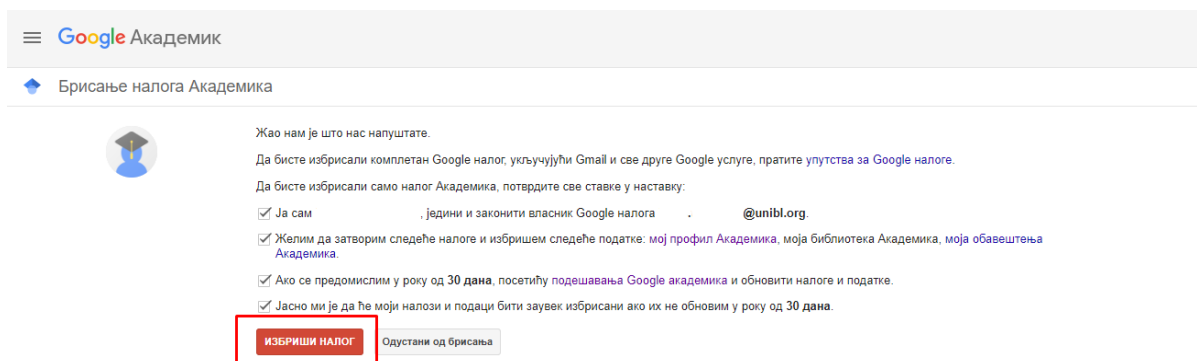 Google Академик
Брисање налога Академика
Жао нам је што нас напуштате.
Да бисте избрисали комплетан Google налог, укључујући Gmail и све друге Google услуге, пратите упутства за Google налоге.
Да бисте избрисали само налог Академика, потврдите све ставке у наставку:
Ја сам , једини и законити власник Google налога . @unibl.org.
Желим да затворим следеће налоге и избришем следеће податке: мој профил Академика, моја библиотека Академика, моја обавештења
Академика.
Ако се предомислим у року од 30 дана, посетићу подешавања Google академика и обновити налоге и податке.
Јасно ми је да ће моји налози и подаци бити заувек избрисани ако их не обновим у року од 30 дана.
ИЗБРИШИ НАЛОГ Одустани од брисања